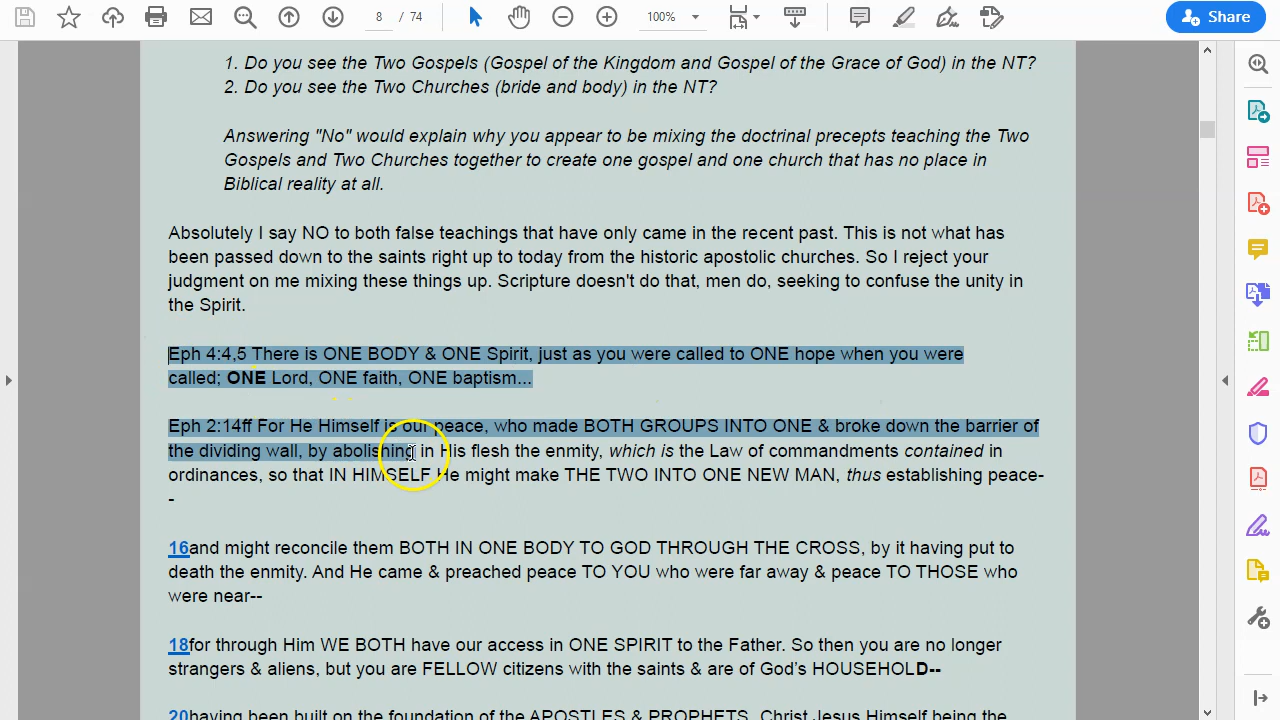 8 / 74 100% Share
1. Do you see the Two Gospels (Gospel of the Kingdom and Gospel of the Grace of God) in the NT?
2. Do you see the Two Churches (bride and body) in the NT?
Answering "No" would explain why you appear to be mixing the doctrinal precepts teaching the Two
Gospels and Two Churches together to create one gospel and one church that has no place in
Biblical reality at all.
Absolutely I say NO to both false teachings that have only came in the recent past. This is not what has
been passed down to the saints right up to today from the historic apostolic churches. So I reject your
judgment on me mixing these things up. Scripture doesn't do that, men do, seeking to confuse the unity in
the Spirit.
Eph 4:4,5 There is ONE BODY & ONE Spirit, just as you were called to ONE hope when you were
called; ONE Lord, ONE faith, ONE baptism...
Eph 2:14ff For He Himself is our peace, who made BOTH GROUPS INTO ONE & broke down the barrier of
the dividing wall, by abolishing in His flesh the enmity, which is the Law of commandments contained in
ordinances, so that IN HIMSELF He might make THE TWO INTO ONE NEW MAN, thus establishing peace-
-
16and might reconcile them BOTH IN ONE BODY TO GOD THROUGH THE CROSS, by it having put to
death the enmity. And He came & preached peace TO YOU who were far away & peace TO THOSE who
were near--
18for through Him WE BOTH have our access in ONE SPIRIT to the Father. So then you are no longer
strangers & aliens, but you are FELLOW citizens with the saints & are of God's HOUSEHOLD--
20having been built on the foundation of the APOSTLES & PROPHETS, Christ Jesus Himself being the